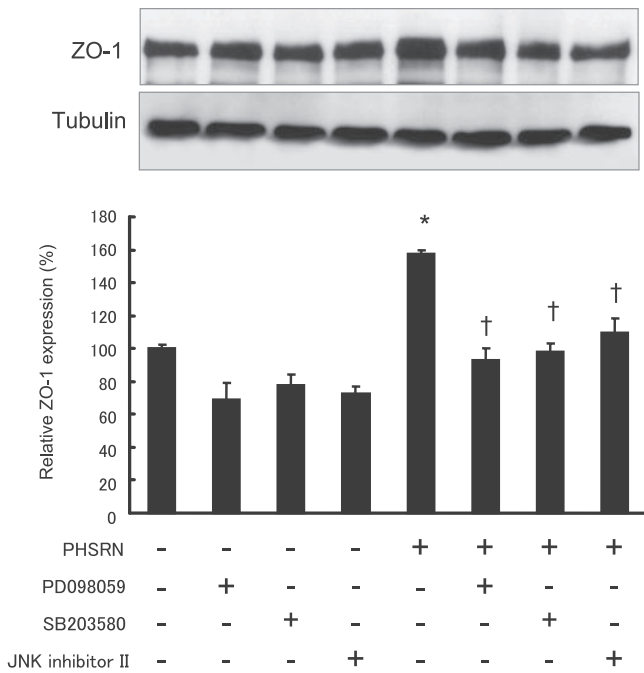 ZO-1
Tubulin
Relative ZO-1 expression (%)
180
160
140
120
100
80
60
40
20
0
*
†
†
†
PHSRN - - - - + + + +
PD098059 - + - - - + - -
SB203580 - - + - - - + -
JNK inhibitor II - - - + - - - +